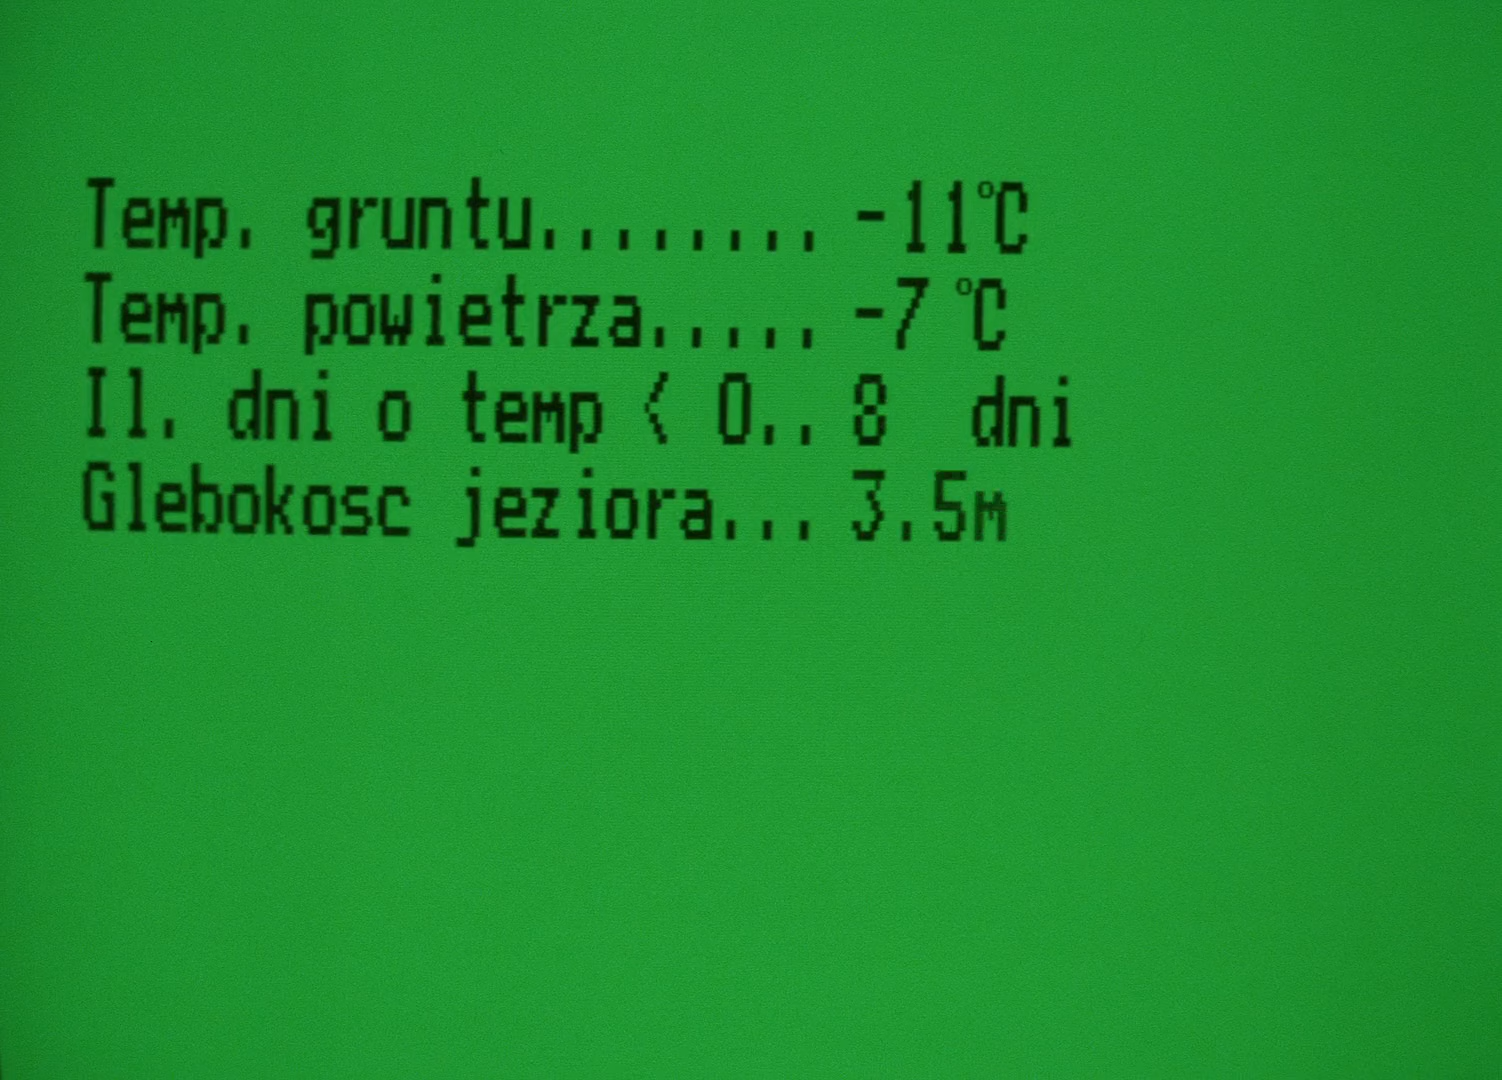 Temp. gruntu........ -11°C
Temp. powietrza..... -7 °C
Il. dni o temp < 0.. 8 dni
Glebokosc jeziora... 3.5m